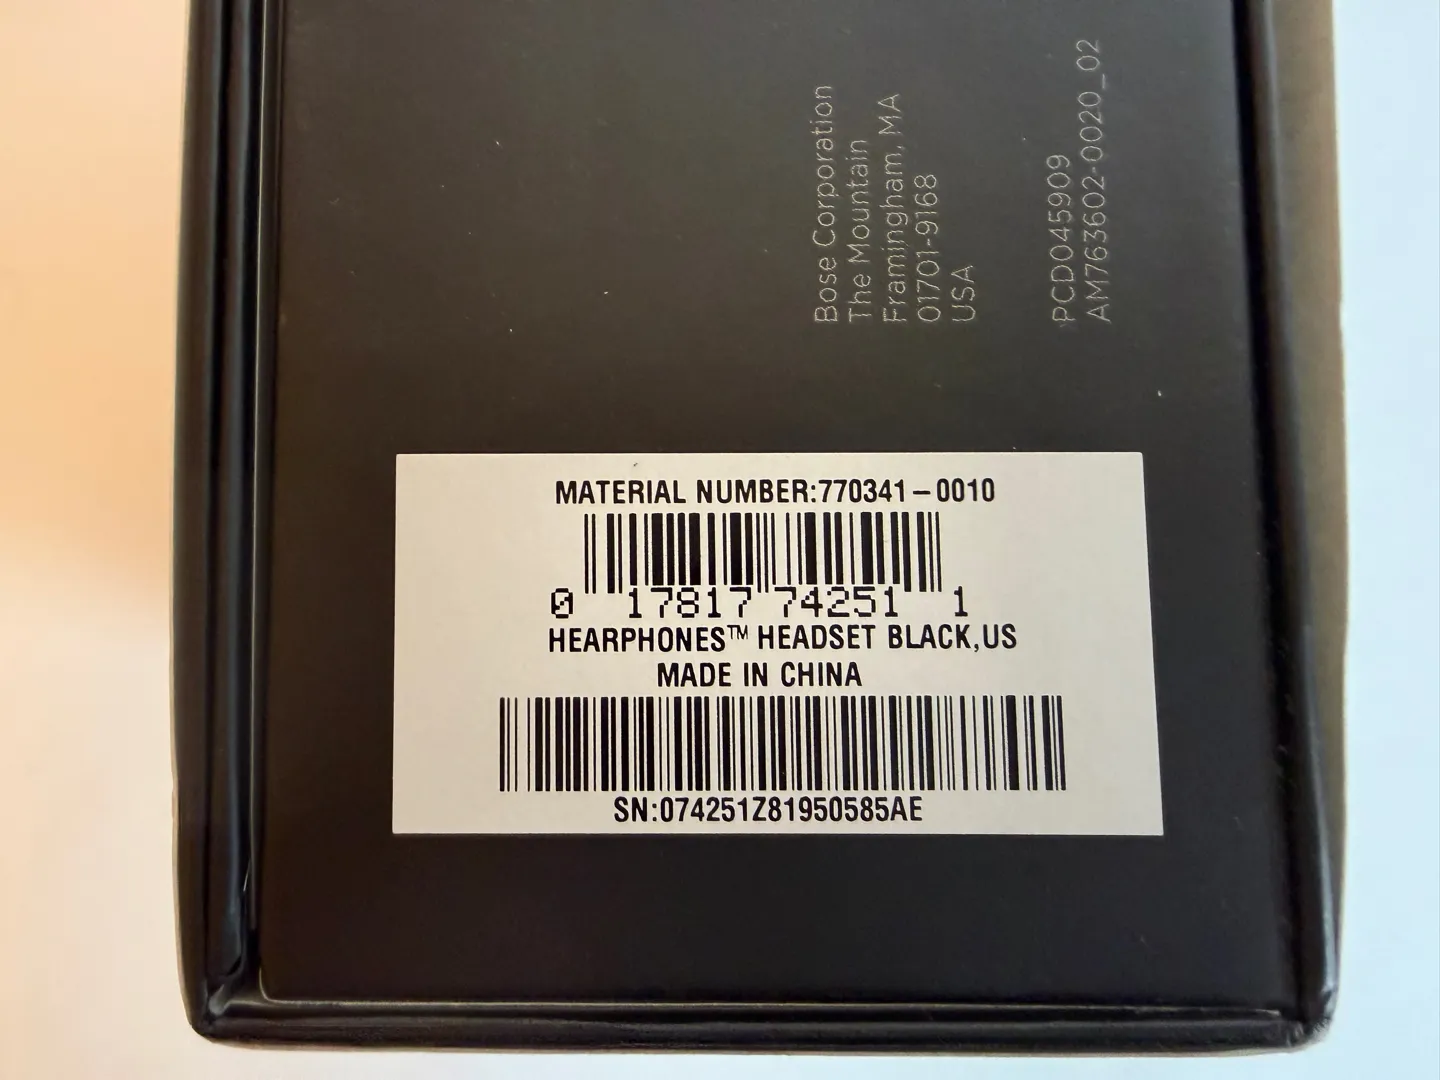 Bose Corporation
The Mountain
Framingham, MA
01701-9168
USA
PCD045909
AM763602-0020_02
MATERIAL NUMBER:770341-0010
0 17817 74251 1
HEARPHONES™ HEADSET BLACK,US
MADE IN CHINA
SN:074251Z81950585AE